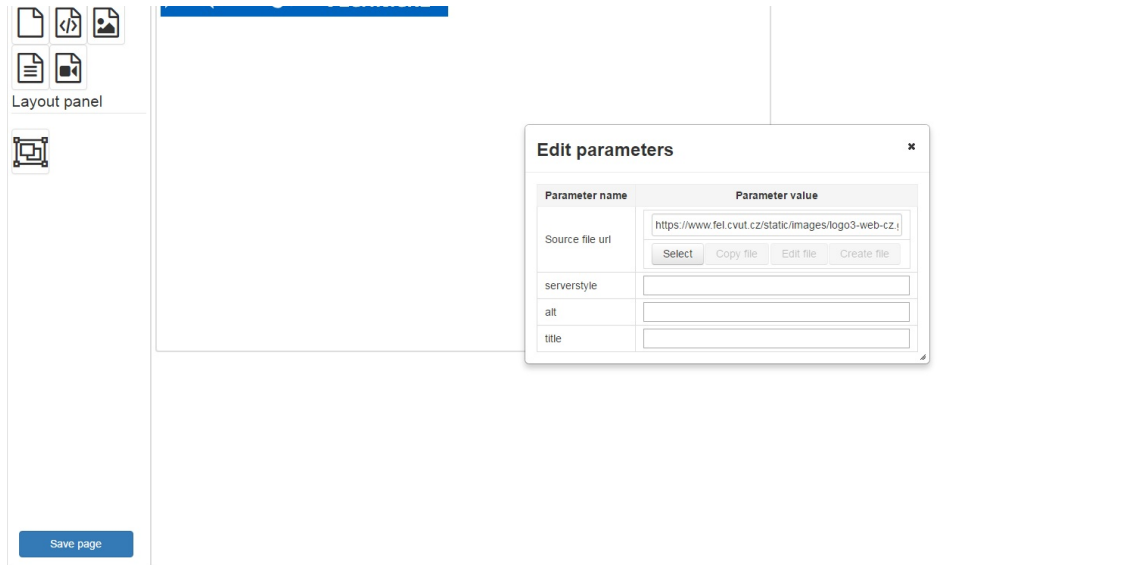 Layout panel
Edit parameters
Parameter name Parameter value
Source file url
https://www.fel.cvut.cz/static/images/logo3-web-cz.
Select Copy file Edit file Create file
serverstyle
alt
title
Save page